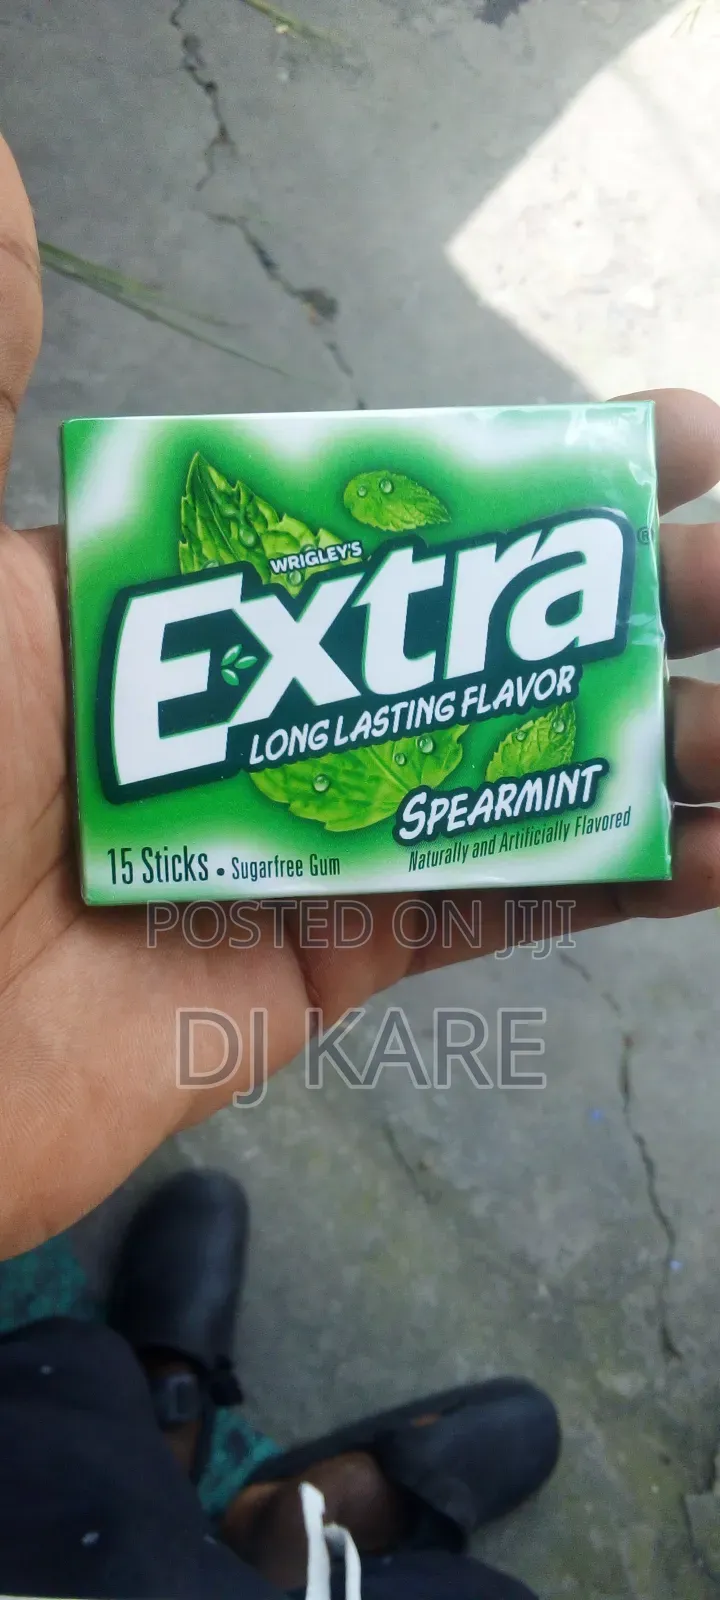 WRIGLEY'S
Extra®
LONG LASTING FLAVOR
SPEARMINT
Naturally and Artificially Flavored
15 Sticks • Sugarfree Gum
POSTED ON JIJI
DJ KARE